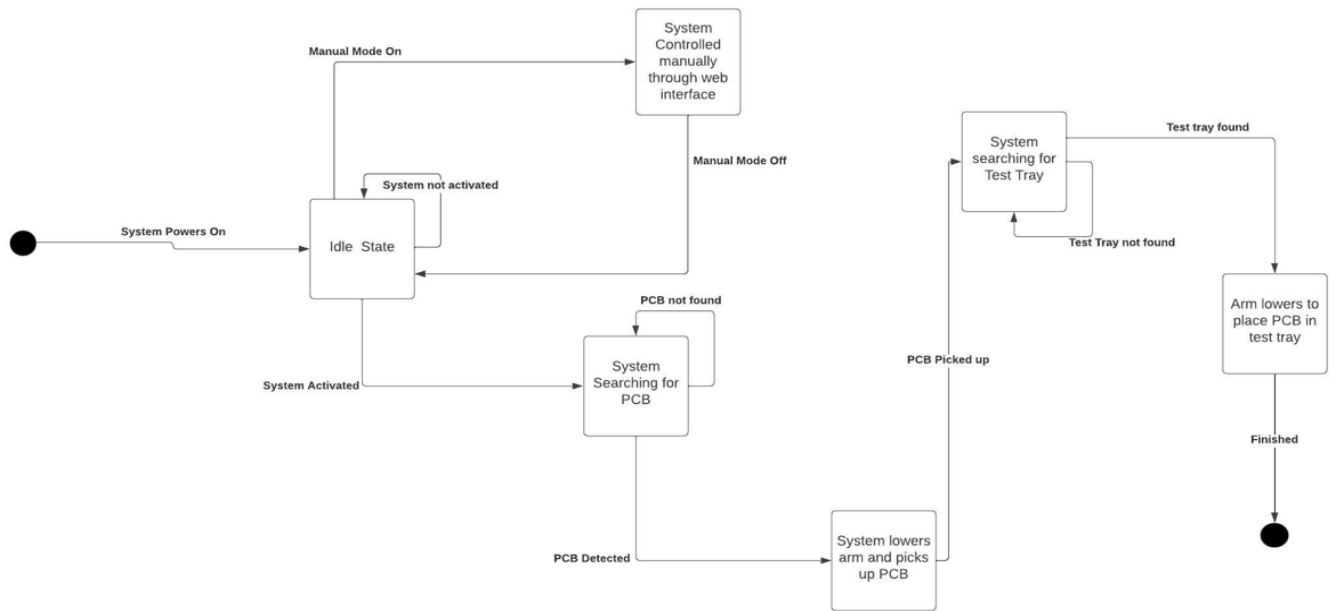 System
Controlled
manually
through web
interface
Manual Mode On
Manual Mode Off
System
searching for
Test Tray
Test tray found
Test Tray not found
System not activated
System Powers On
Idle State
PCB not found
System
Searching for
PCB
System Activated
PCB Picked up
Arm lowers to
place PCB in
test tray
Finished
PCB Detected
System lowers
arm and picks
up PCB